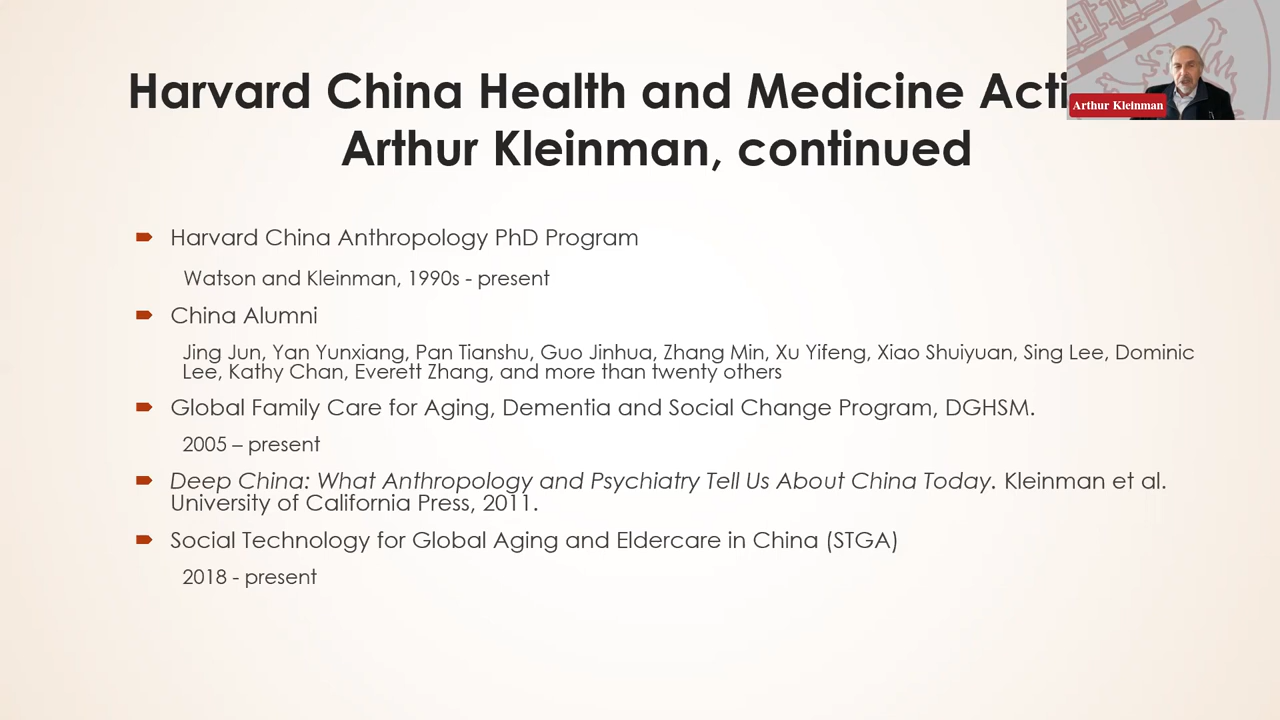 Harvard China Health and Medicine Acti
Arthur Kleinman, continued
Arthur Kleinman
Harvard China Anthropology PhD Program
Watson and Kleinman, 1990s - present
China Alumni
Jing Jun, Yan Yunxiang, Pan Tianshu, Guo Jinhua, Zhang Min, Xu Yifeng, Xiao Shuiyuan, Sing Lee, Dominic
Lee, Kathy Chan, Everett Zhang, and more than twenty others
Global Family Care for Aging, Dementia and Social Change Program, DGHSM.
2005 – present
Deep China: What Anthropology and Psychiatry Tell Us About China Today. Kleinman et al.
University of California Press, 2011.
Social Technology for Global Aging and Eldercare in China (STGA)
2018 - present